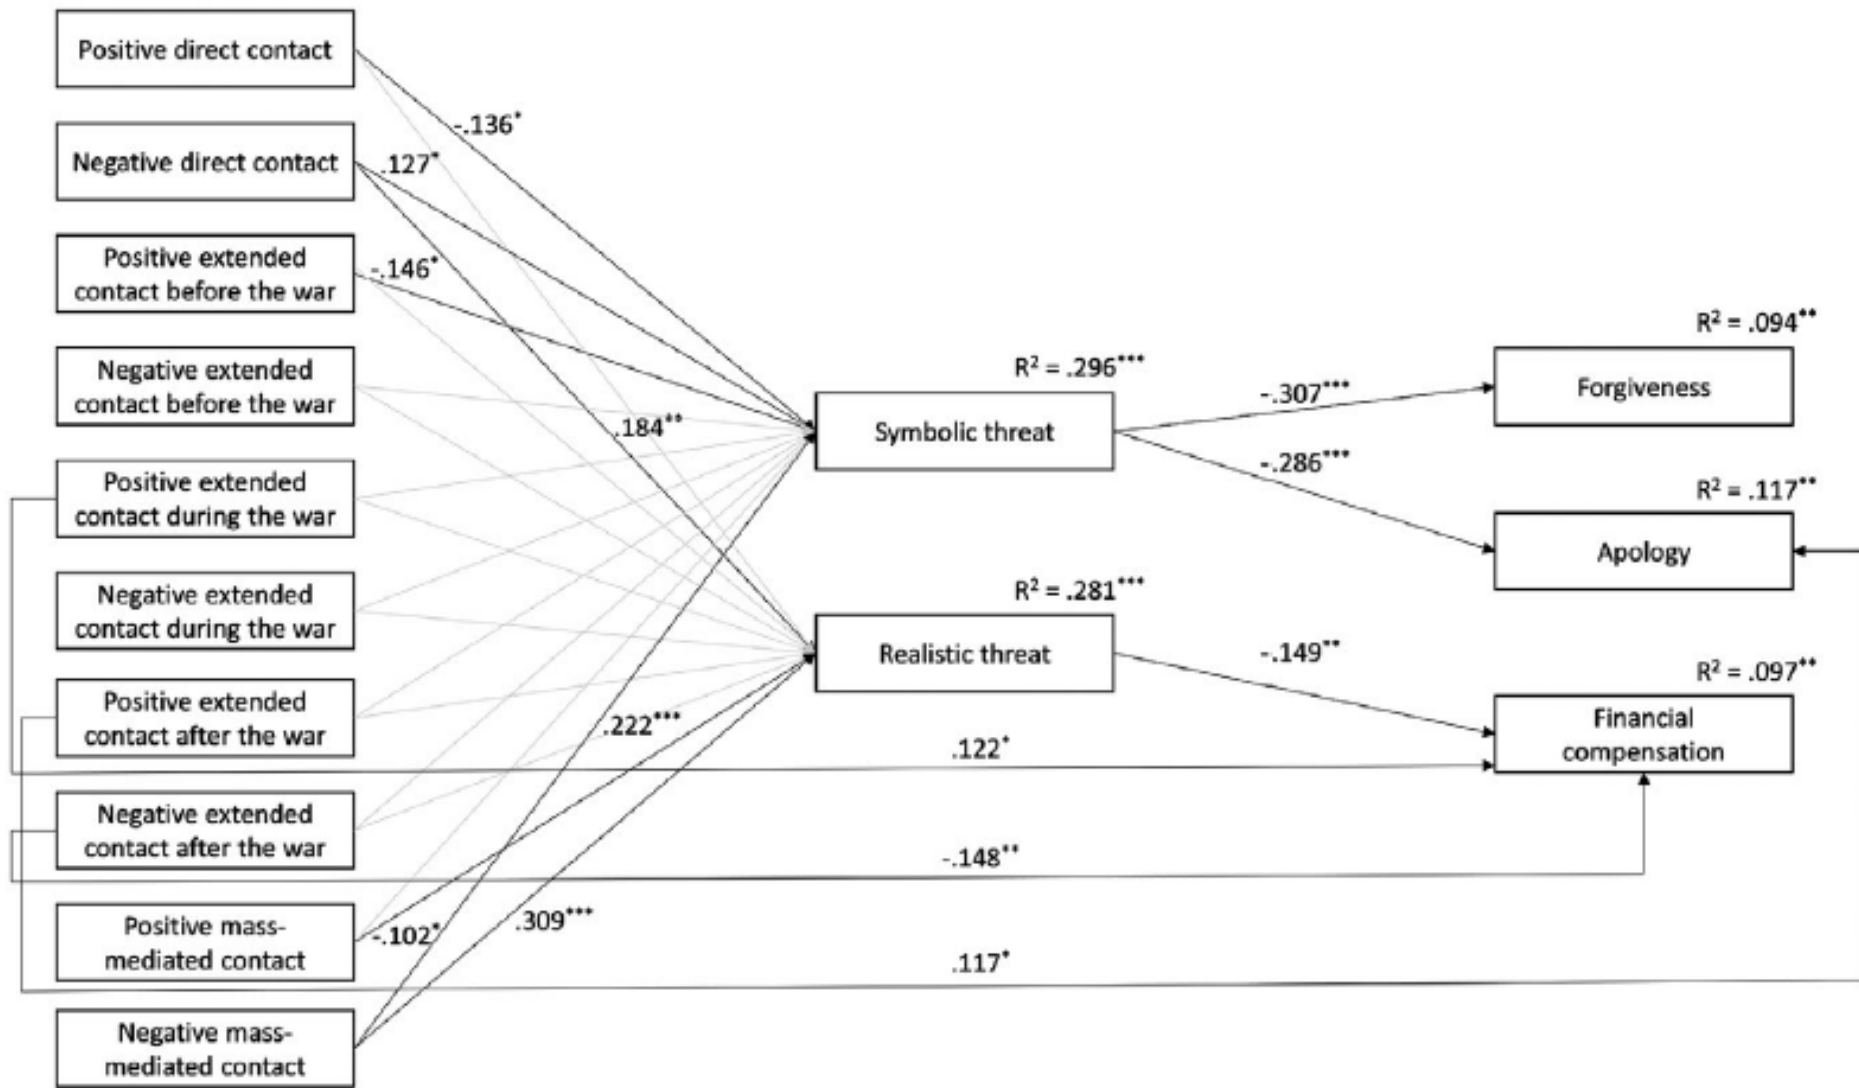 Positive direct contact
Negative direct contact
Positive extended
contact before the war
Negative extended
contact before the war
Positive extended
contact during the war
Negative extended
contact during the war
Positive extended
contact after the war
Negative extended
contact after the war
Positive mass-
mediated contact
Negative mass-
mediated contact
-.136*
.127*
-.146*
.184**
.222***
-.102*
.309***
R² = .296***
Symbolic threat
R² = .281***
Realistic threat
-.307***
-.286***
-.149**
.122*
-.148**
.117*
R² = .094**
Forgiveness
R² = .117**
Apology
R² = .097**
Financial
compensation